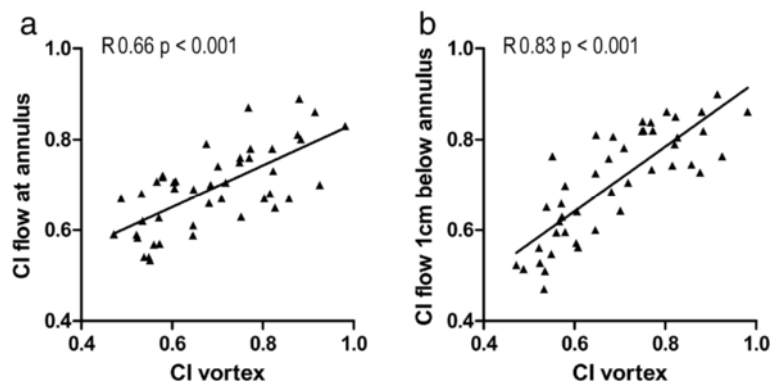 a
R 0.66 p < 0.001
CI flow at annulus
1.0
0.8
0.6
0.4
0.4 0.6 0.8 1.0
CI vortex
b
R 0.83 p < 0.001
CI flow 1cm below annulus
1.0
0.8
0.6
0.4
0.4 0.6 0.8 1.0
CI vortex